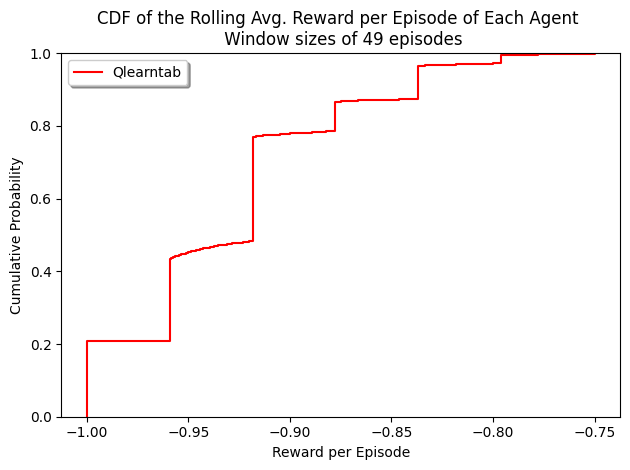 CDF of the Rolling Avg. Reward per Episode of Each Agent
Window sizes of 49 episodes
Qlearntab
Cumulative Probability
1.0
0.8
0.6
0.4
0.2
0.0
−1.00 −0.95 −0.90 −0.85 −0.80 −0.75
Reward per Episode